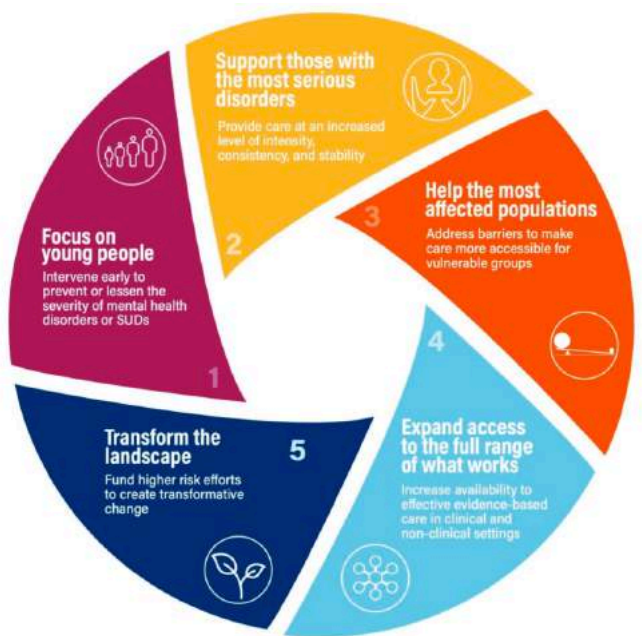 1
Focus on
young people
Intervene early to
prevent or lessen the
severity of mental health
disorders or SUDs
2
Support those with
the most serious
disorders
Provide care at an increased
level of intensity,
consistency, and stability
3
Help the most
affected populations
Address barriers to make
care more accessible for
vulnerable groups
4
Expand access
to the full range
of what works
Increase availability to
effective evidence-based
care in clinical and
non-clinical settings
5
Transform the
landscape
Fund higher risk efforts
to create transformative
change